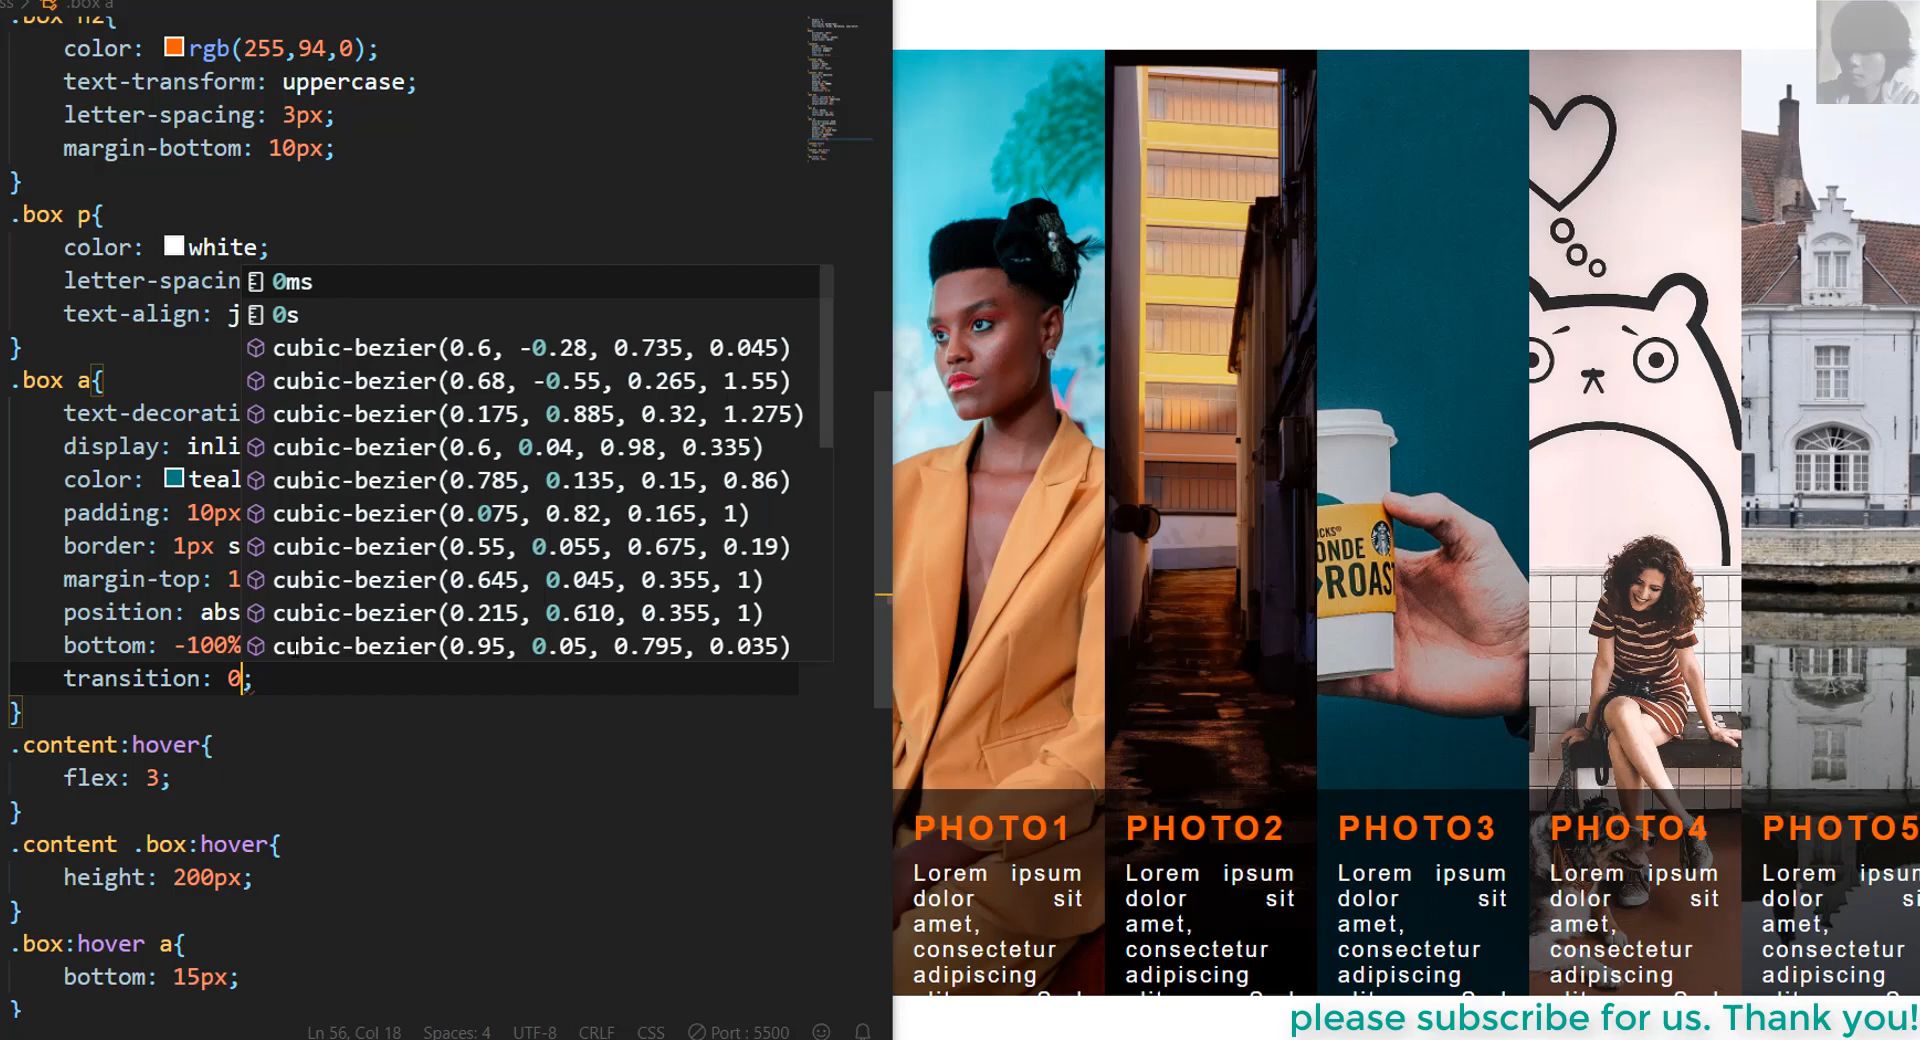 ss > .box a
.box h2{
color: rgb(255,94,0);
text-transform: uppercase;
letter-spacing: 3px;
margin-bottom: 10px;
}
.box p{
color: white;
letter-spacin
text-align: j
}
.box a{
text-decorati
display: inli
color: teal
padding: 10px
border: 1px s
margin-top: 1
position: abs
bottom: -100%
transition: 0;
}
.content:hover{
flex: 3;
}
.content .box:hover{
height: 200px;
}
.box:hover a{
bottom: 15px;
}
0ms
0s
cubic-bezier(0.6, -0.28, 0.735, 0.045)
cubic-bezier(0.68, -0.55, 0.265, 1.55)
cubic-bezier(0.175, 0.885, 0.32, 1.275)
cubic-bezier(0.6, 0.04, 0.98, 0.335)
cubic-bezier(0.785, 0.135, 0.15, 0.86)
cubic-bezier(0.075, 0.82, 0.165, 1)
cubic-bezier(0.55, 0.055, 0.675, 0.19)
cubic-bezier(0.645, 0.045, 0.355, 1)
cubic-bezier(0.215, 0.610, 0.355, 1)
cubic-bezier(0.95, 0.05, 0.795, 0.035)
Ln 56, Col 18 Spaces: 4 UTF-8 CRLF CSS Port : 5500
CKS®
ONDE
ROAS
PHOTO1
Lorem ipsum
dolor sit
amet,
consectetur
adipiscing
PHOTO2
Lorem ipsum
dolor sit
amet,
consectetur
adipiscing
PHOTO3
Lorem ipsum
dolor sit
amet,
consectetur
adipiscing
PHOTO4
Lorem ipsum
dolor sit
amet,
consectetur
adipiscing
PHOTO5
Lorem ipsu
dolor si
amet,
consectetur
adipiscing
please subscribe for us. Thank you!